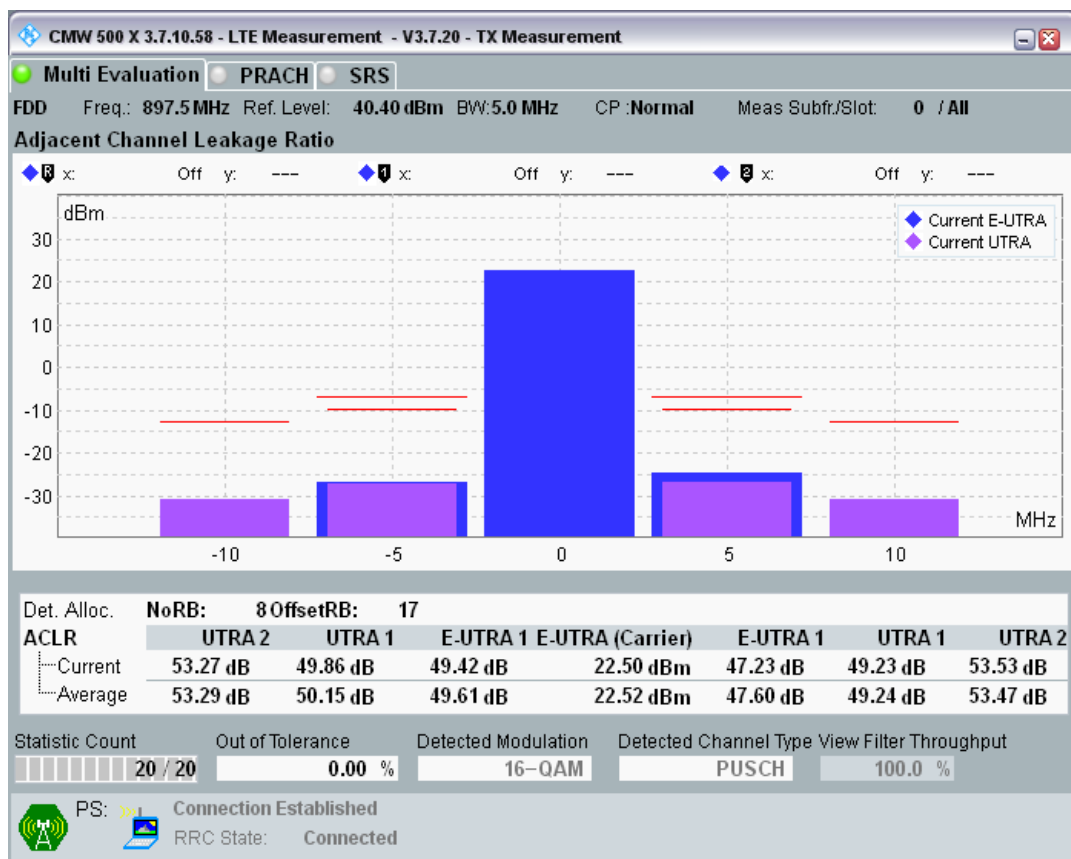 CMW 500 X 3.7.10.58 - LTE Measurement - V3.7.20 - TX Measurement
Multi Evaluation PRACH SRS
FDD Freq.: 897.5 MHz Ref. Level: 40.40 dBm BW:5.0 MHz CP :Normal Meas Subfr./Slot: 0 / All
Adjacent Channel Leakage Ratio
R x: Off y: --- 1 x: Off y: --- 2 x: Off y: ---
dBm
Current E-UTRA
Current UTRA
30
20
10
0
-10
-20
-30
MHz
-10 -5 0 5 10
Det. Alloc. NoRB: 8 OffsetRB: 17
ACLR UTRA 2 UTRA 1 E-UTRA 1 E-UTRA (Carrier) E-UTRA 1 UTRA 1 UTRA 2
Current 53.27 dB 49.86 dB 49.42 dB 22.50 dBm 47.23 dB 49.23 dB 53.53 dB
Average 53.29 dB 50.15 dB 49.61 dB 22.52 dBm 47.60 dB 49.24 dB 53.47 dB
Statistic Count Out of Tolerance Detected Modulation Detected Channel Type View Filter Throughput
20 / 20 0.00 % 16-QAM PUSCH 100.0 %
PS: Connection Established
RRC State: Connected